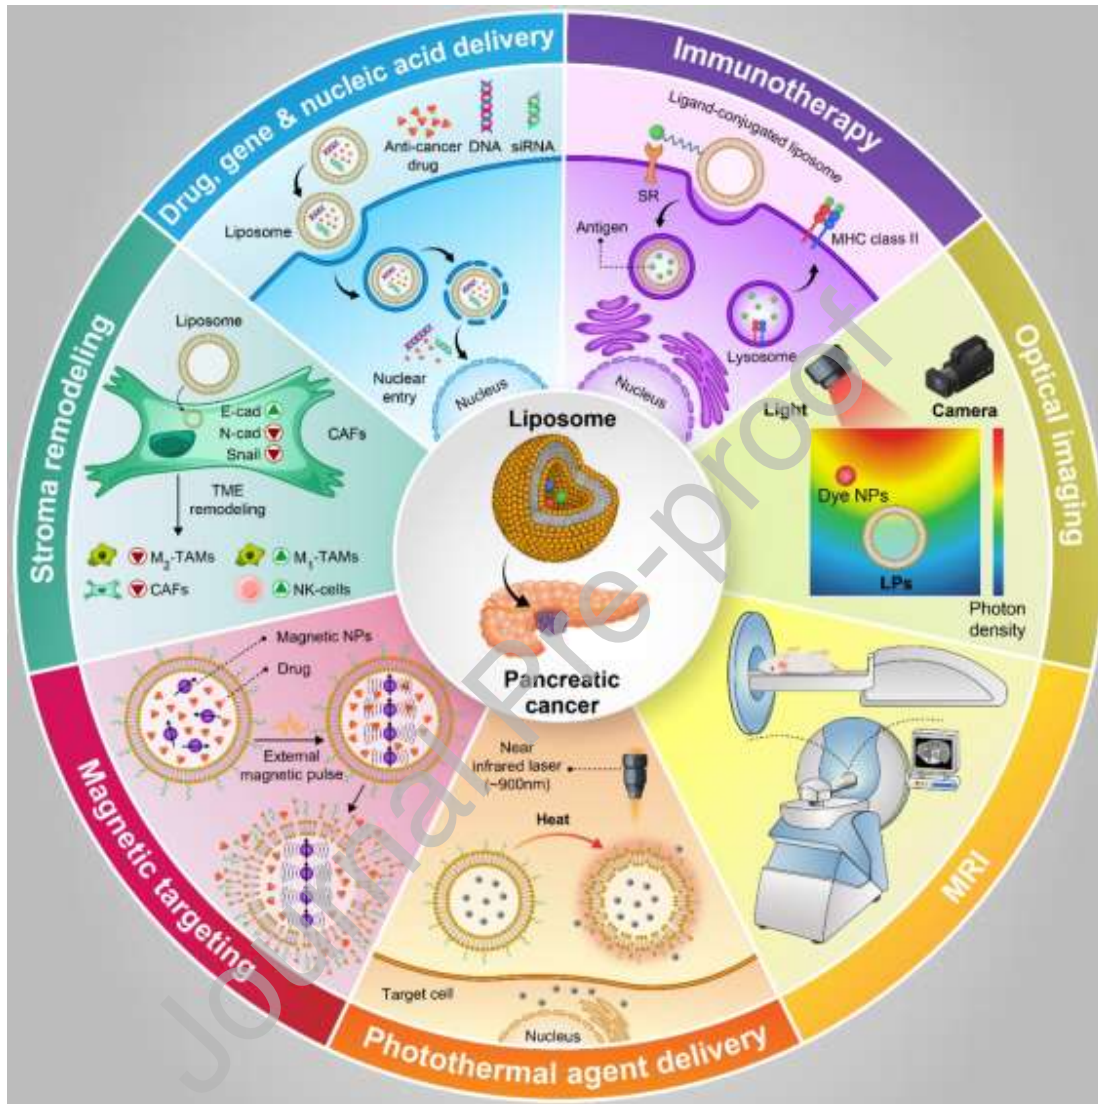 Drug, gene & nucleic acid delivery
Anti-cancer
drug
DNA
siRNA
Liposome
Nuclear
entry
Nucleus
Immunotherapy
Ligand-conjugated liposome
SR
Antigen
MHC class II
Lysosome
Nucleus
Optical imaging
Light
Camera
Dye NPs
LPs
Photon
density
MRI
Photothermal agent delivery
Near
infrared laser
(~900nm)
Heat
Target cell
Nucleus
Magnetic targeting
Magnetic NPs
Drug
External
magnetic pulse
Stroma remodeling
Liposome
E-cad
N-cad
Snail
CAFs
TME
remodeling
M2-TAMs
M1-TAMs
CAFs
NK-cells
Liposome
Pancreatic
cancer
Journal Pre-proof